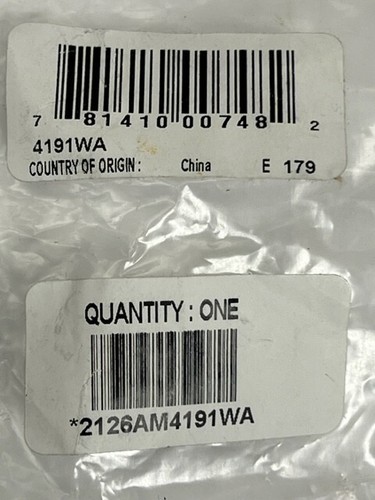 7 81410 00748 2
4191WA
COUNTRY OF ORIGIN : China E 179
QUANTITY : ONE
*2126AM4191WA